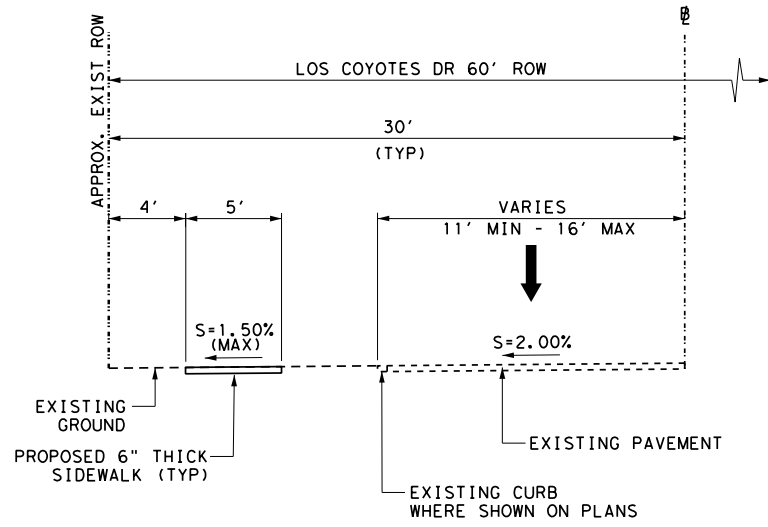 APPROX. EXIST ROW
LOS COYOTES DR 60' ROW
30'
(TYP)
4'
5'
VARIES
11' MIN - 16' MAX
S=1.50%
(MAX)
S=2.00%
EXISTING
GROUND
PROPOSED 6" THICK
SIDEWALK (TYP)
EXISTING PAVEMENT
EXISTING CURB
WHERE SHOWN ON PLANS